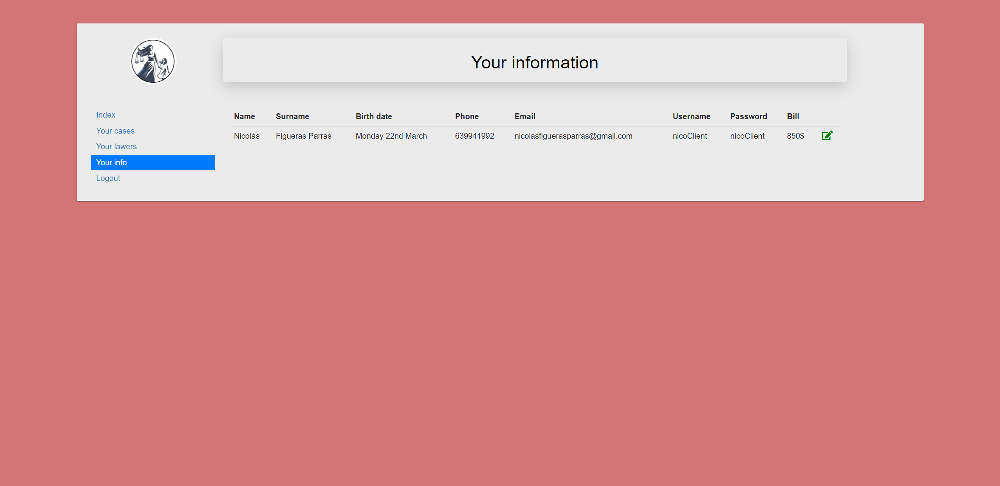 Your information
Index
Your cases
Your lawers
Your info
Logout
Name Surname Birth date Phone Email Username Password Bill
Nicolás Figueras Parras Monday 22nd March 639941992 nicolasfiguerasparras@gmail.com nicoClient nicoClient 850$